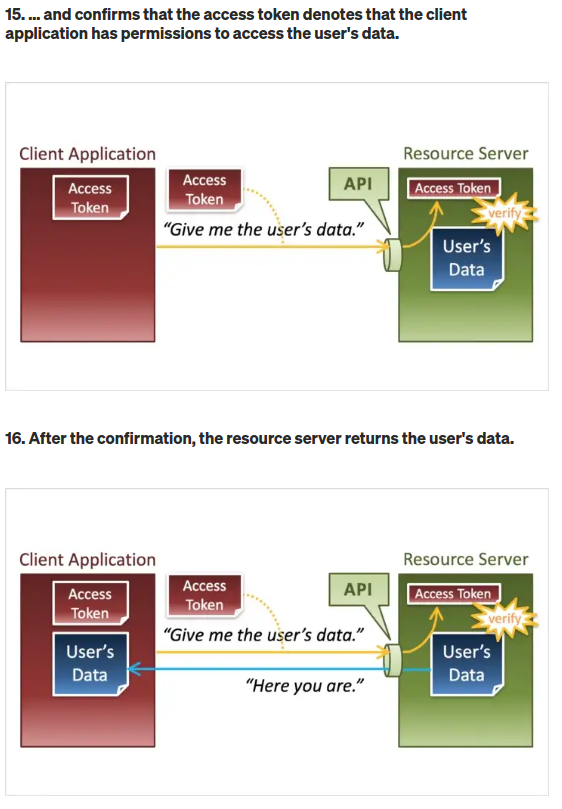 15. ... and confirms that the access token denotes that the client
application has permissions to access the user's data.
Client Application
Resource Server
Access
Token
Access
Token
API
Access Token
verify
"Give me the user's data."
User's
Data
16. After the confirmation, the resource server returns the user's data.
Client Application
Resource Server
Access
Token
Access
Token
API
Access Token
verify
"Give me the user's data."
User's
Data
User's
Data
"Here you are."